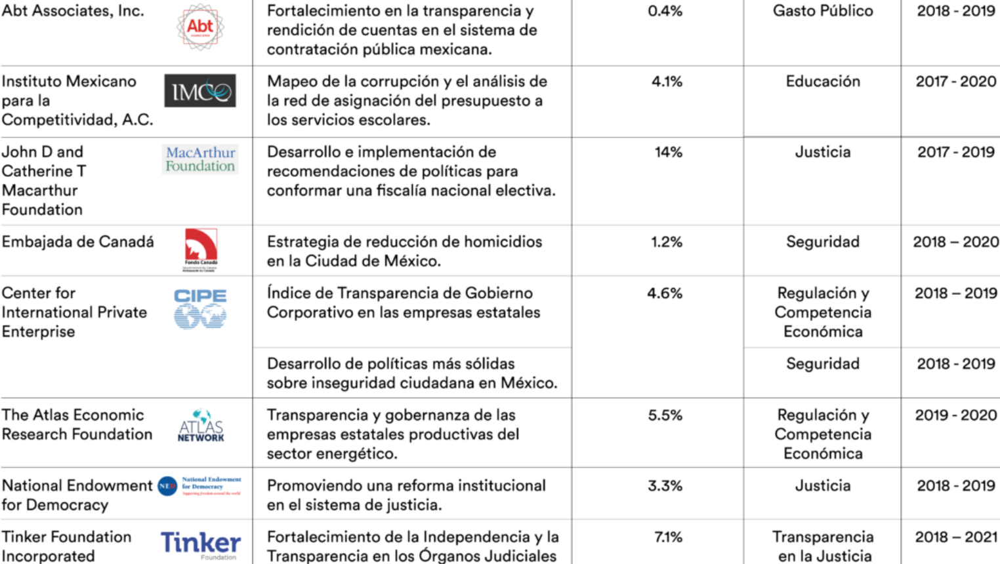 Abt Associates, Inc.
Abt
ASSOCIATES
Fortalecimiento en la transparencia y
rendición de cuentas en el sistema de
contratación pública mexicana.
0.4%
Gasto Público
2018 - 2019
Instituto Mexicano
para la
Competitividad, A.C.
IMCO
Mapeo de la corrupción y el análisis de
la red de asignación del presupuesto a
los servicios escolares.
4.1%
Educación
2017 - 2020
John D and
Catherine T
Macarthur
Foundation
MacArthur
Foundation
Desarrollo e implementación de
recomendaciones de políticas para
conformar una fiscalía nacional electiva.
14%
Justicia
2017 - 2019
Embajada de Canadá
Fondo Canadá
Estrategia de reducción de homicidios
en la Ciudad de México.
1.2%
Seguridad
2018 – 2020
Center for
International Private
Enterprise
CIPE
Índice de Transparencia de Gobierno
Corporativo en las empresas estatales
4.6%
Regulación y
Competencia
Económica
2018 – 2019
Desarrollo de políticas más sólidas
sobre inseguridad ciudadana en México.
Seguridad
2018 - 2019
The Atlas Economic
Research Foundation
ATLAS
NETWORK
Transparencia y gobernanza de las
empresas estatales productivas del
sector energético.
5.5%
Regulación y
Competencia
Económica
2019 - 2020
National Endowment
for Democracy
NED
National Endowment
for Democracy
Supporting freedom around the world
Promoviendo una reforma institucional
en el sistema de justicia.
3.3%
Justicia
2018 - 2019
Tinker Foundation
Incorporated
Tinker
Foundation
Fortalecimiento de la Independencia y la
Transparencia en los Órganos Judiciales
7.1%
Transparencia
en la Justicia
2018 – 2021